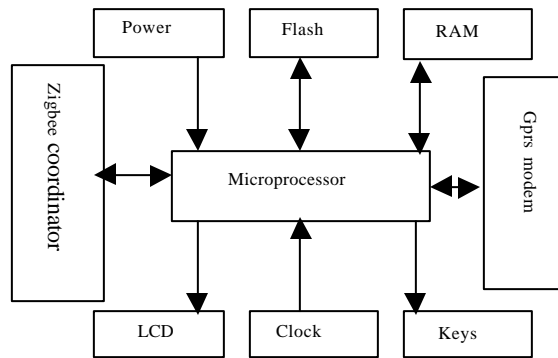 Power
Flash
RAM
Zigbee coordinator
Microprocessor
Gprs modem
LCD
Clock
Keys